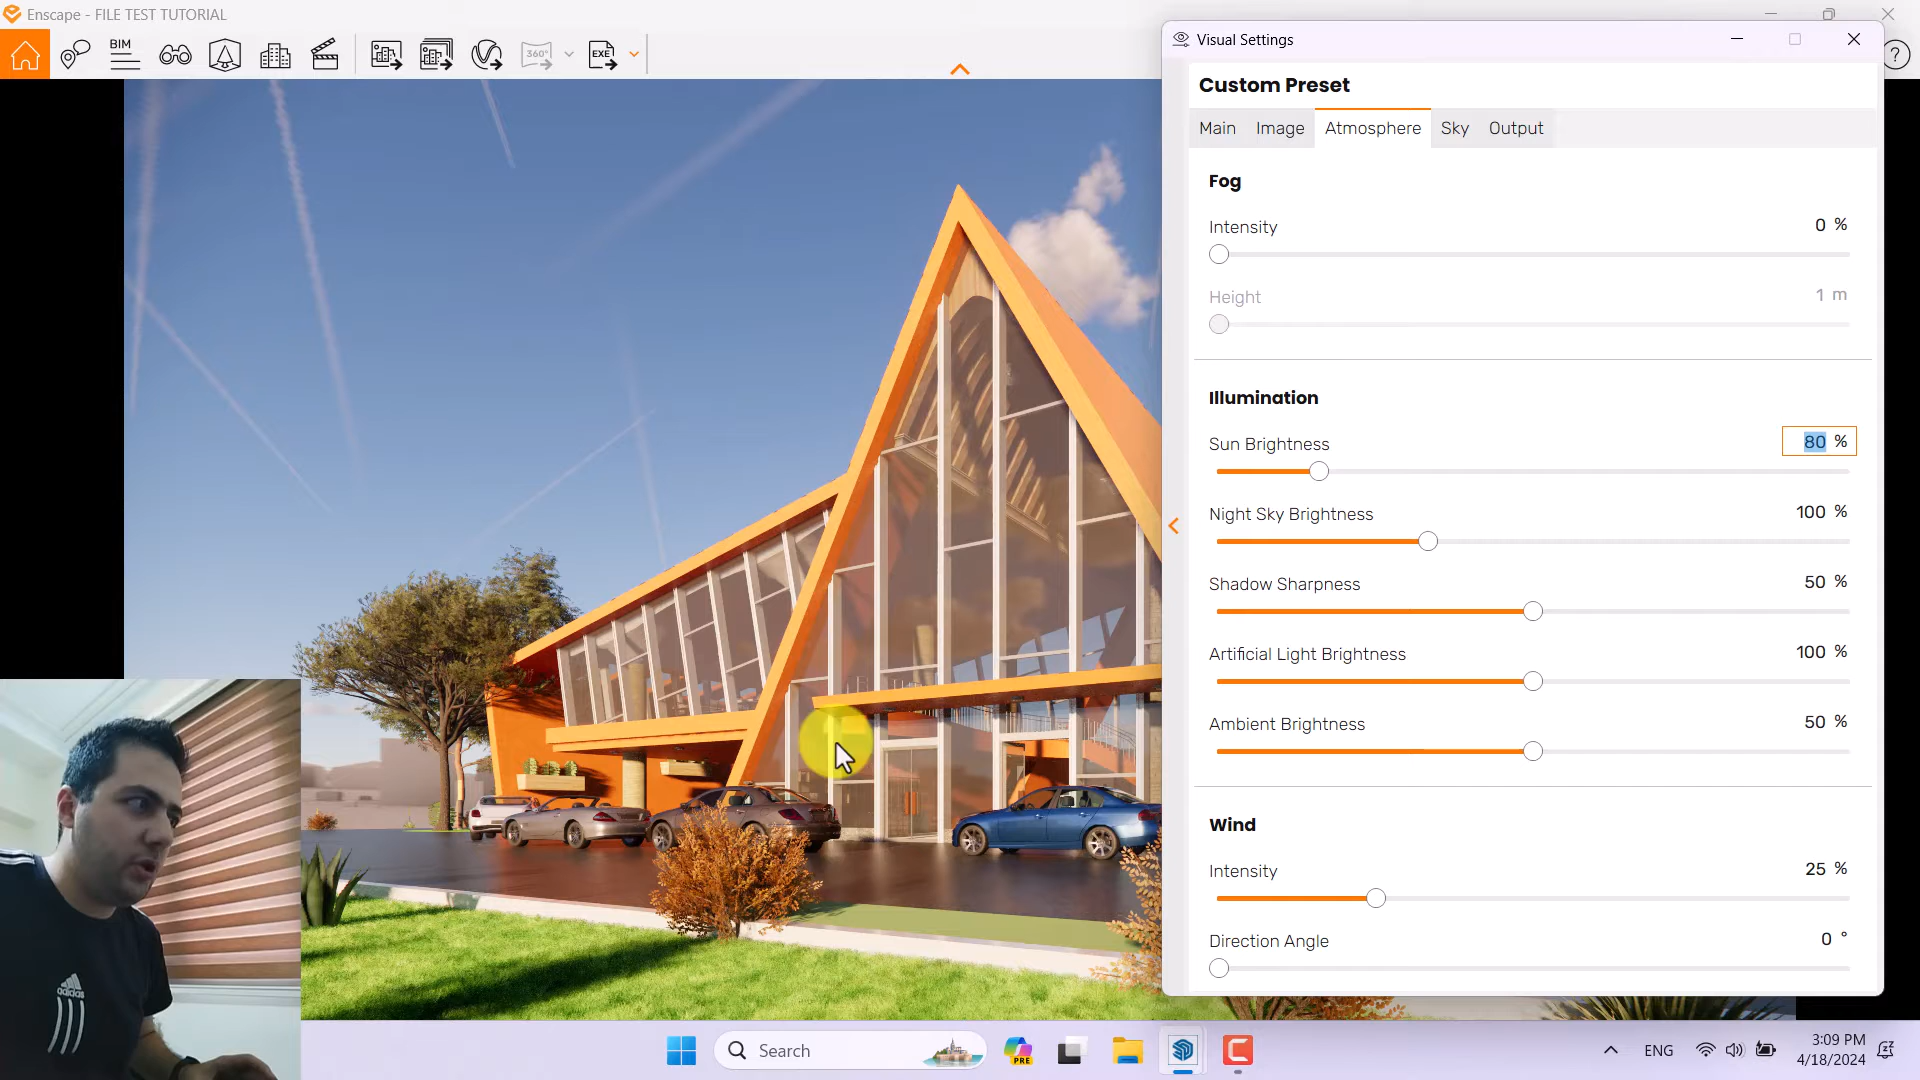 Enscape - FILE TEST TUTORIAL
BIM
360°
EXE
?
Visual Settings
Custom Preset
Main Image Atmosphere Sky Output
Fog
Intensity 0 %
Height 1 m
Illumination
Sun Brightness 80 %
Night Sky Brightness 100 %
Shadow Sharpness 50 %
Artificial Light Brightness 100 %
Ambient Brightness 50 %
Wind
Intensity 25 %
Direction Angle 0 °
adidas
Search
PRE
ENG
3:09 PM
4/18/2024